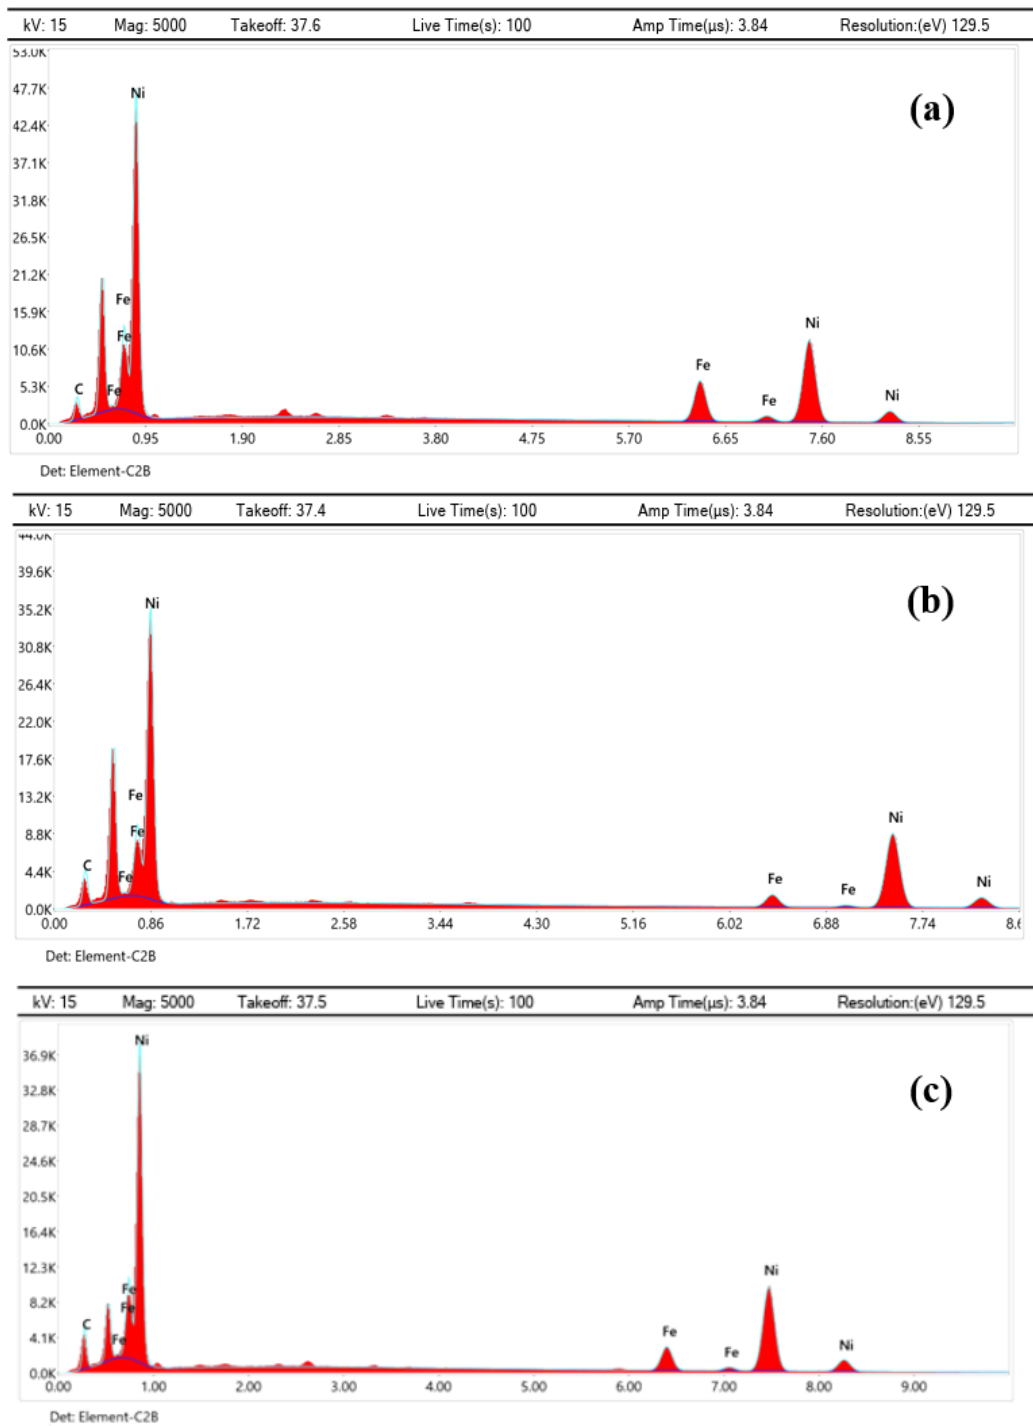 kV: 15 Mag: 5000 Takeoff: 37.6 Live Time(s): 100 Amp Time(µs): 3.84 Resolution:(eV) 129.5
53.0K
47.7K
42.4K
37.1K
31.8K
26.5K
21.2K
15.9K
10.6K
5.3K
0.0K
(a)
Ni
Fe
Fe
Fe
C
Fe
Fe
Ni
Ni
0.00 0.95 1.90 2.85 3.80 4.75 5.70 6.65 7.60 8.55
Det: Element-C2B
kV: 15 Mag: 5000 Takeoff: 37.4 Live Time(s): 100 Amp Time(µs): 3.84 Resolution:(eV) 129.5
44.0K
39.6K
35.2K
30.8K
26.4K
22.0K
17.6K
13.2K
8.8K
4.4K
0.0K
(b)
Ni
Fe
Fe
Fe
C
Fe
Fe
Ni
Ni
0.00 0.86 1.72 2.58 3.44 4.30 5.16 6.02 6.88 7.74 8.6
Det: Element-C2B
kV: 15 Mag: 5000 Takeoff: 37.5 Live Time(s): 100 Amp Time(µs): 3.84 Resolution:(eV) 129.5
36.9K
32.8K
28.7K
24.6K
20.5K
16.4K
12.3K
8.2K
4.1K
0.0K
(c)
Ni
Fe
Fe
Fe
C
Fe
Fe
Ni
Ni
0.00 1.00 2.00 3.00 4.00 5.00 6.00 7.00 8.00 9.00
Det: Element-C2B